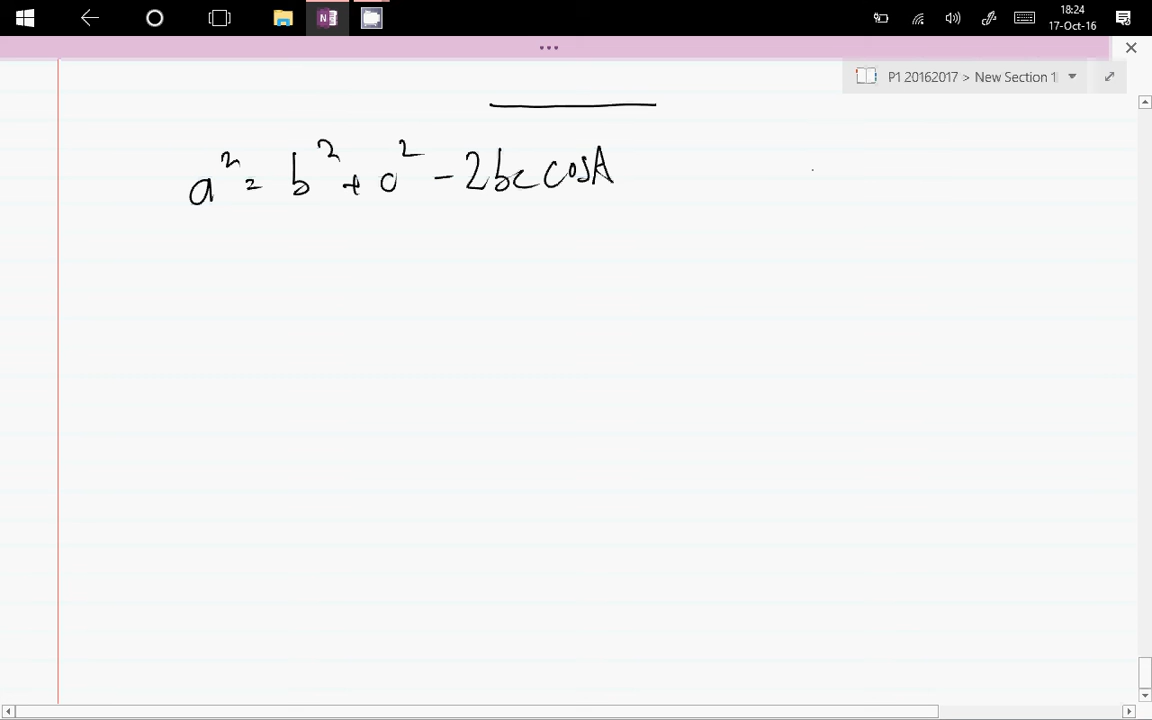 18:24
17-Oct-16
P1 20162017 > New Section 1
a² = b² + c² - 2bc cosA